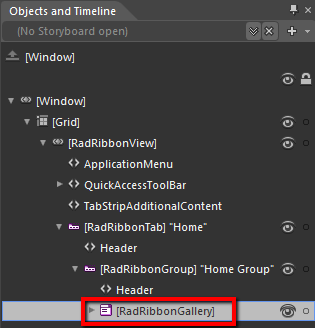 Objects and Timeline
(No Storyboard open)
[Window]
[Window]
[Grid]
[RadRibbonView]
ApplicationMenu
QuickAccessToolBar
TabStripAdditionalContent
[RadRibbonTab] "Home"
Header
[RadRibbonGroup] "Home Group"
Header
[RadRibbonGallery]